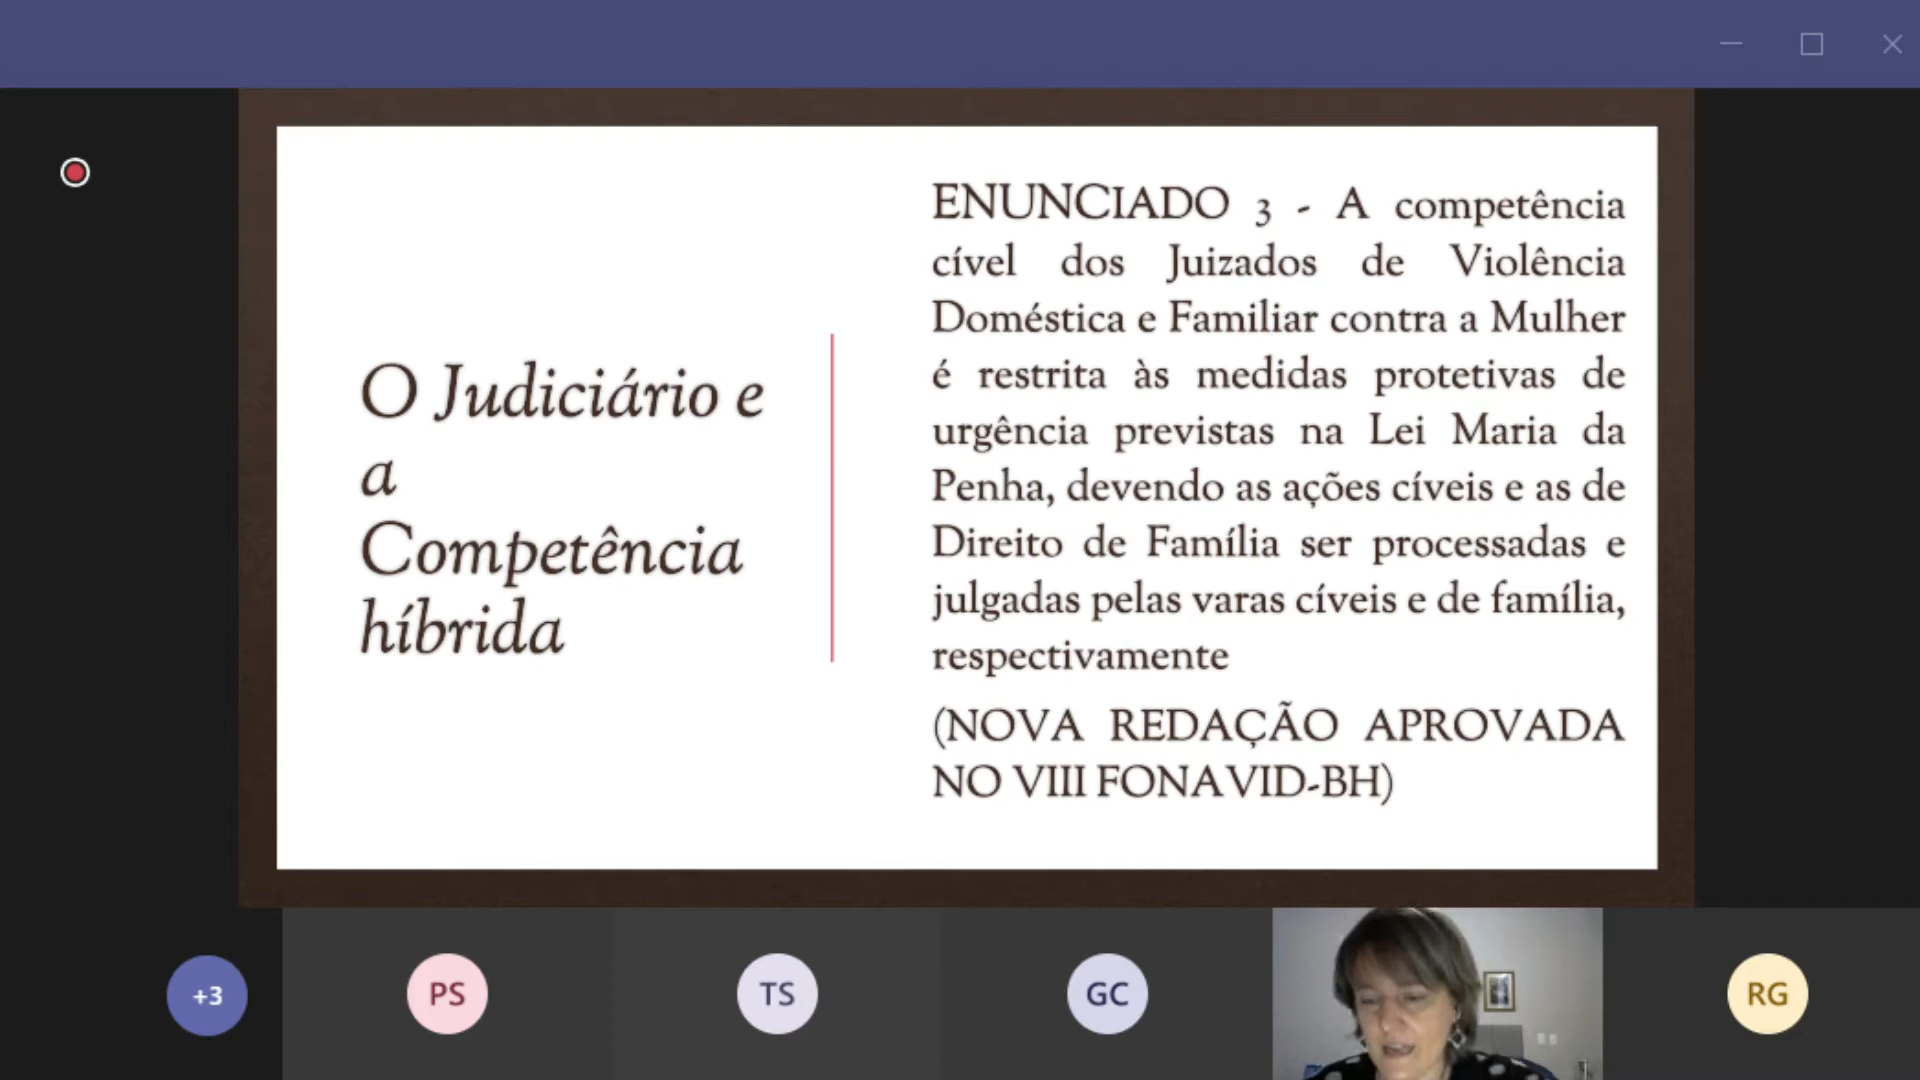 O Judiciário e
a
Competência
híbrida
ENUNCIADO 3 - A competência
cível dos Juizados de Violência
Doméstica e Familiar contra a Mulher
é restrita às medidas protetivas de
urgência previstas na Lei Maria da
Penha, devendo as ações cíveis e as de
Direito de Família ser processadas e
julgadas pelas varas cíveis e de família,
respectivamente
(NOVA REDAÇÃO APROVADA
NO VIII FONAVID-BH)
+3
PS
TS
GC
RG